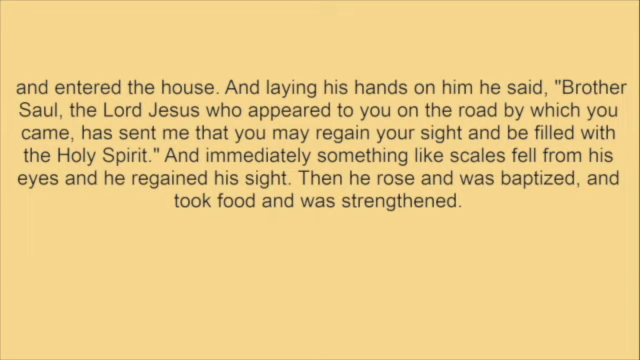 and entered the house. And laying his hands on him he said, "Brother
Saul, the Lord Jesus who appeared to you on the road by which you
came, has sent me that you may regain your sight and be filled with
the Holy Spirit." And immediately something like scales fell from his
eyes and he regained his sight. Then he rose and was baptized, and
took food and was strengthened.